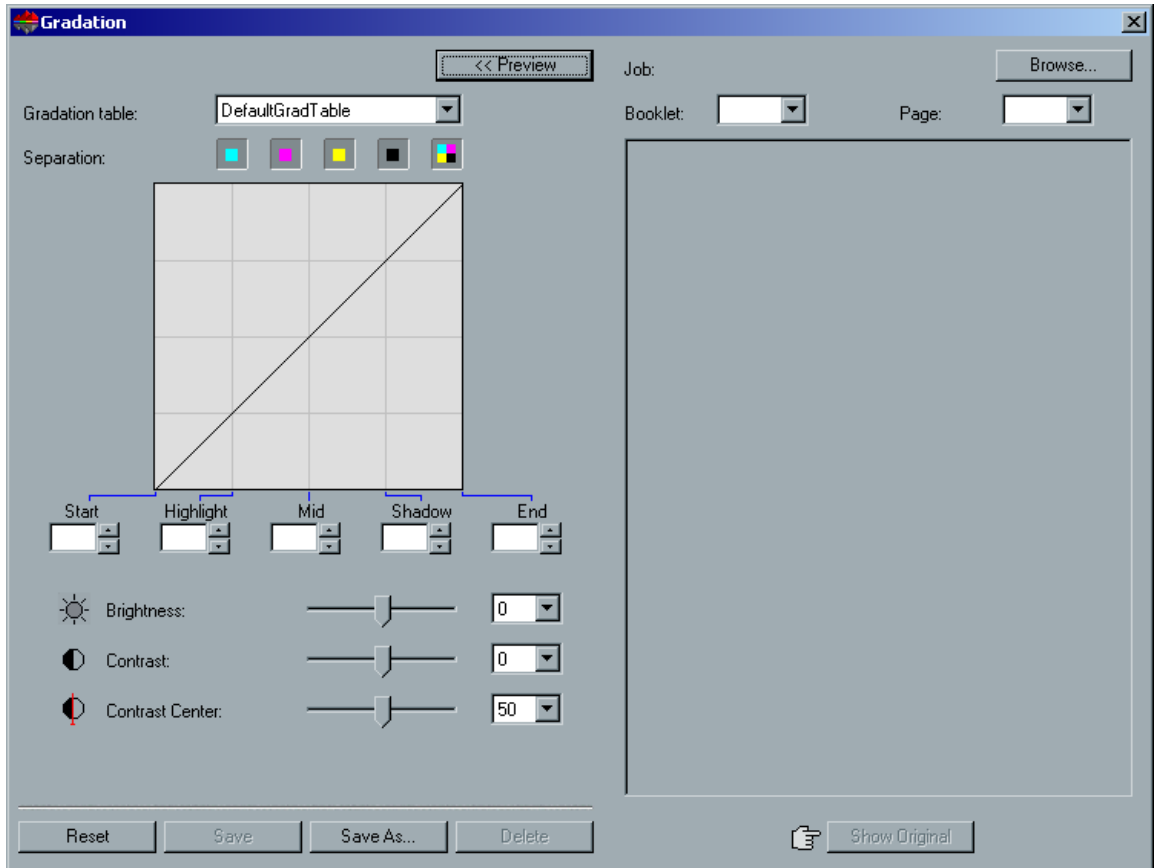 Gradation
<< Preview
Job:
Browse...
Gradation table:
DefaultGradTable
Booklet:
Page:
Separation:
Start Highlight Mid Shadow End
Brightness:
0
Contrast:
0
Contrast Center:
50
Reset
Save
Save As...
Delete
Show Original